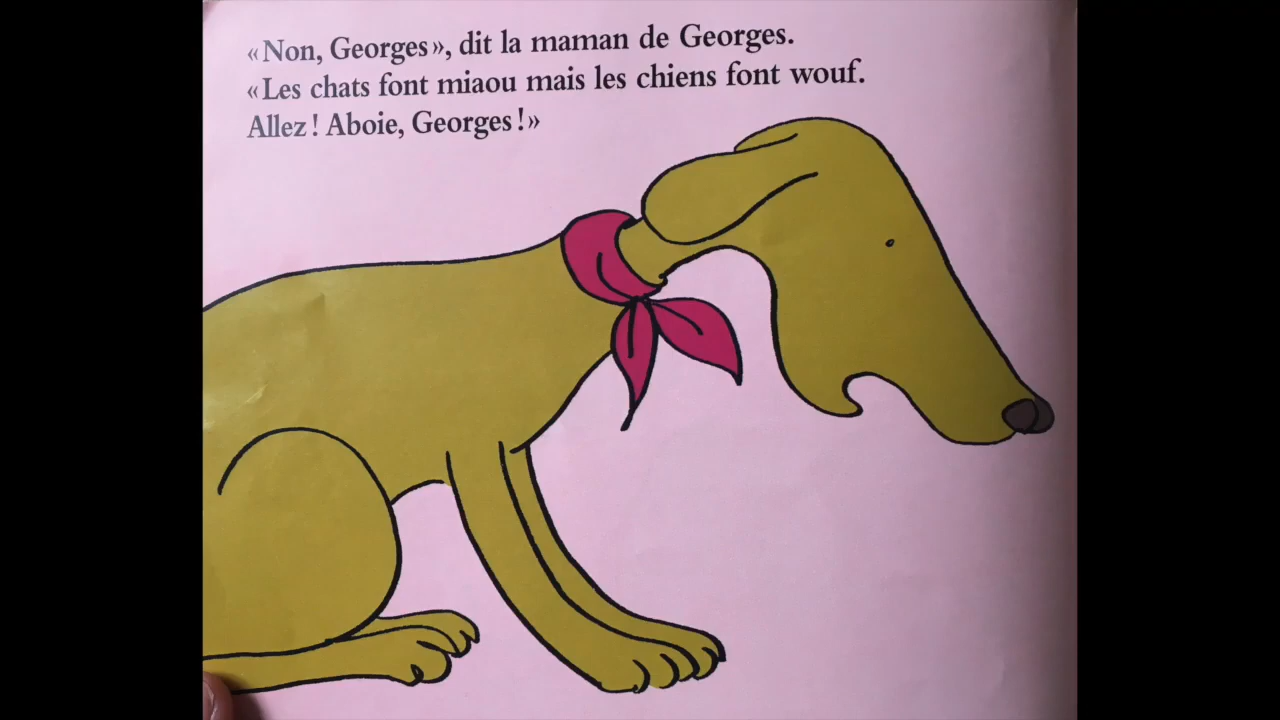 «Non, Georges», dit la maman de Georges.
«Les chats font miaou mais les chiens font wouf.
Allez ! Aboie, Georges !»